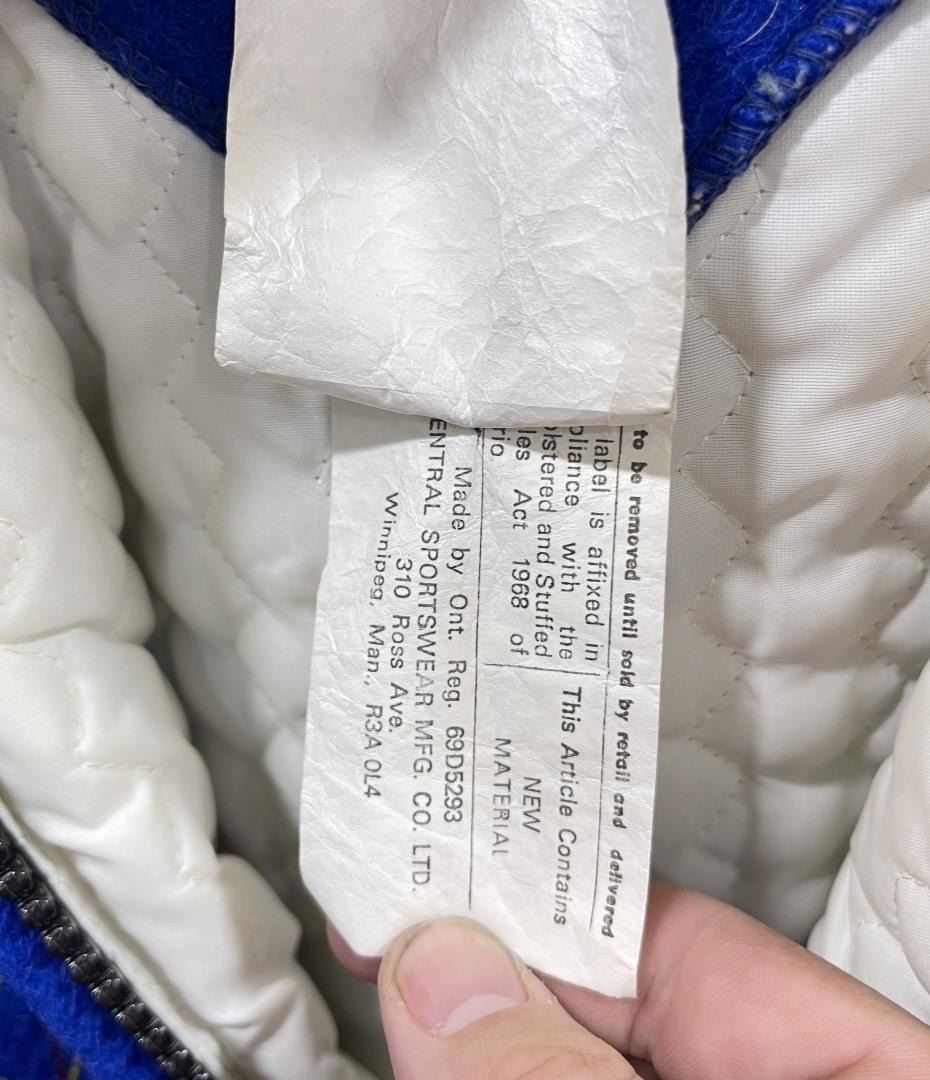 to be removed until sold by retail and delivered
label is affixed in
pliance with the
lstered and Stuffed
les Act 1968 of
rio.
This Article Contains
NEW
MATERIAL
Made by Ont. Reg. 69D5293
ENTRAL SPORTSWEAR MFG. CO. LTD.
310 Ross Ave.
Winnipeg, Man., R3A 0L4